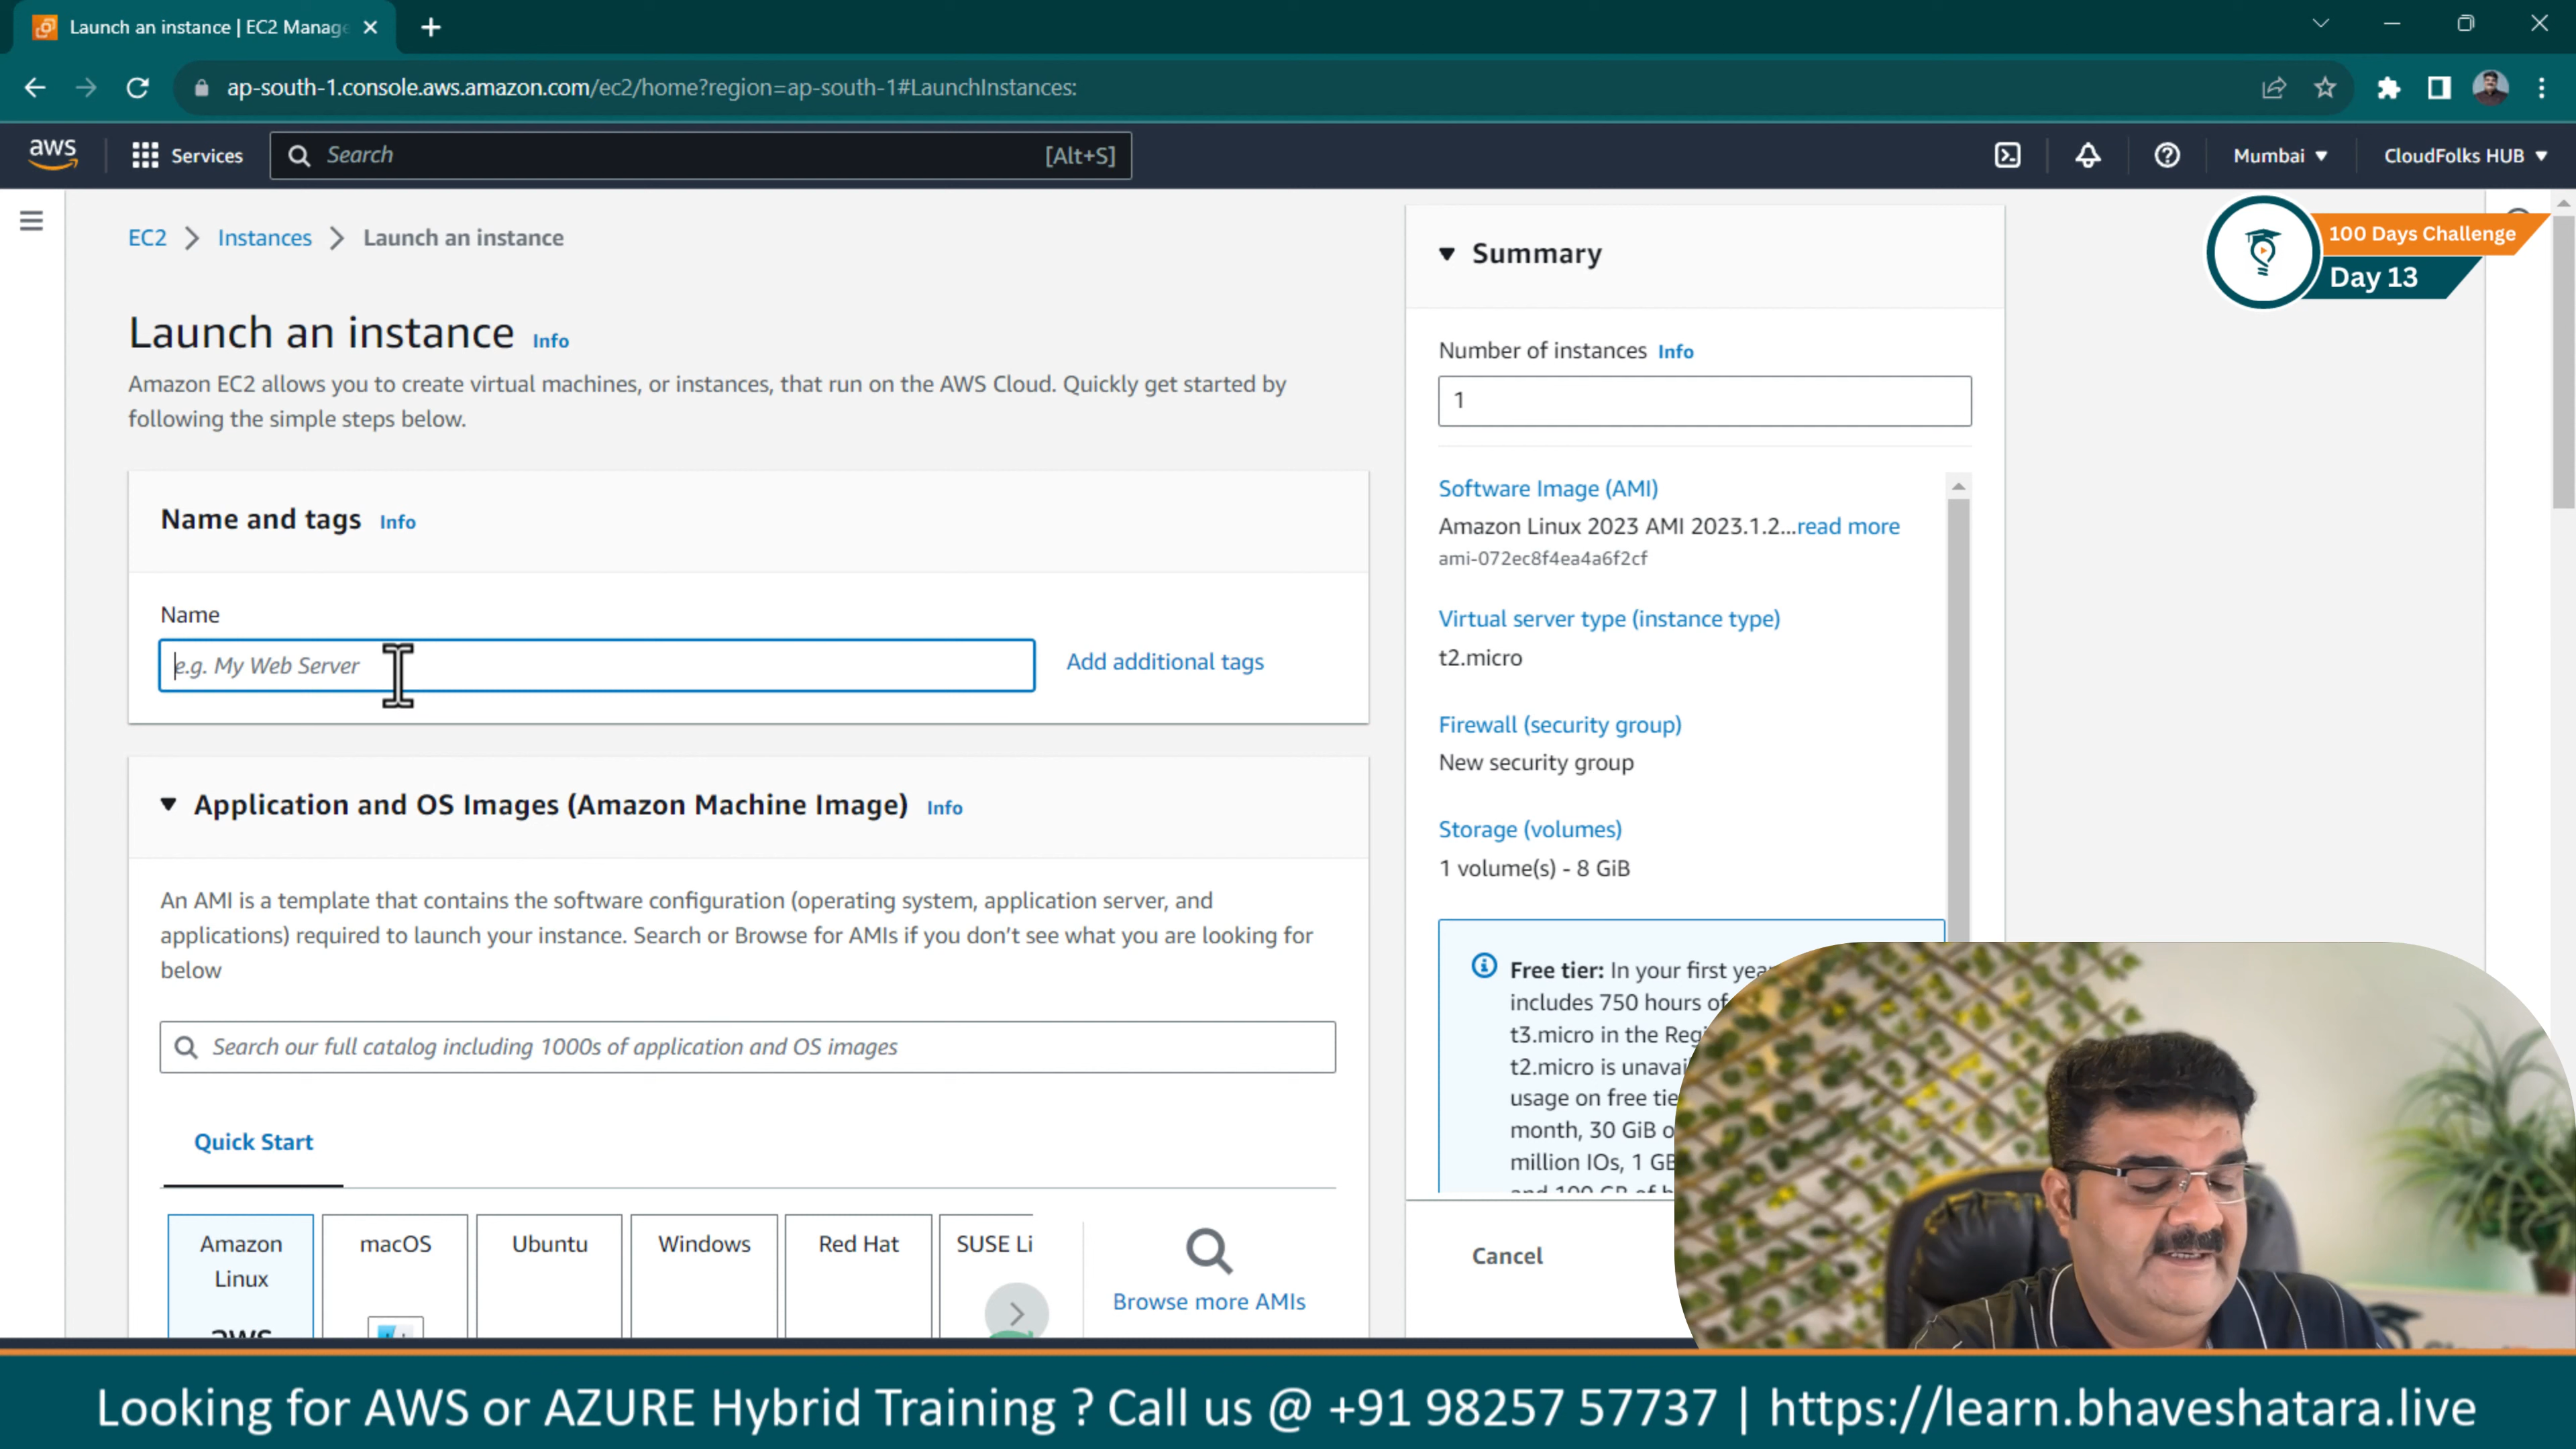 Launch an instance | EC2 Manage
ap-south-1.console.aws.amazon.com/ec2/home?region=ap-south-1#LaunchInstances:
aws
Services
Search
[Alt+S]
Mumbai
CloudFolks HUB
100 Days Challenge
Day 13
EC2
Instances
Launch an instance
Launch an instance Info
Amazon EC2 allows you to create virtual machines, or instances, that run on the AWS Cloud. Quickly get started by
following the simple steps below.
Name and tags Info
Name
e.g. My Web Server
Add additional tags
Application and OS Images (Amazon Machine Image) Info
An AMI is a template that contains the software configuration (operating system, application server, and
applications) required to launch your instance. Search or Browse for AMIs if you don't see what you are looking for
below
Search our full catalog including 1000s of application and OS images
Quick Start
Amazon
Linux
aws
macOS
Ubuntu
Windows
Red Hat
SUSE Li
Browse more AMIs
Summary
Number of instances Info
1
Software Image (AMI)
Amazon Linux 2023 AMI 2023.1.2...read more
ami-072ec8f4ea4a6f2cf
Virtual server type (instance type)
t2.micro
Firewall (security group)
New security group
Storage (volumes)
1 volume(s) - 8 GiB
Free tier: In your first year
includes 750 hours of
t3.micro in the Reg
t2.micro is unavai
usage on free tie
month, 30 GiB o
million IOs, 1 GB
and 100 GB of b
Cancel
Looking for AWS or AZURE Hybrid Training ? Call us @ +91 98257 57737 | https://learn.bhaveshatara.live